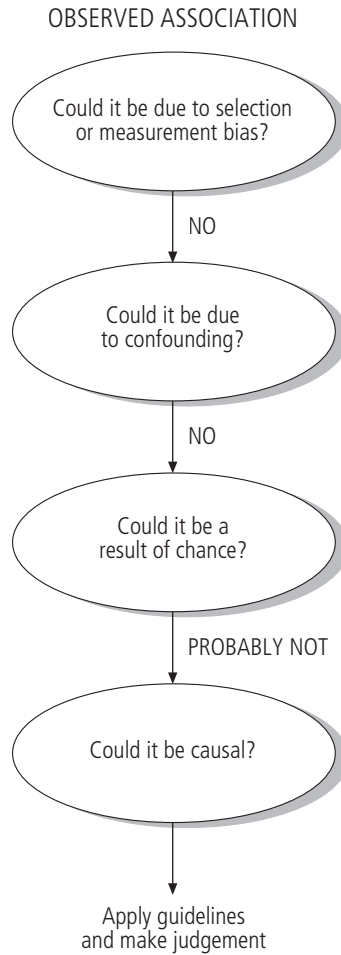 OBSERVED ASSOCIATION
Could it be due to selection
or measurement bias?
NO
Could it be due
to confounding?
NO
Could it be a
result of chance?
PROBABLY NOT
Could it be causal?
Apply guidelines
and make judgement